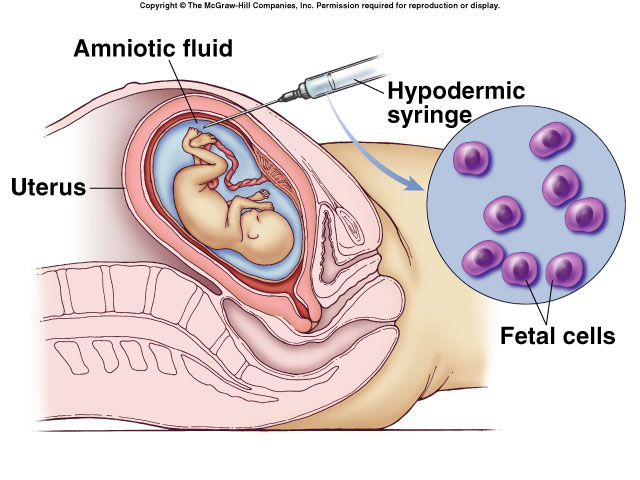 Copyright © The McGraw-Hill Companies, Inc. Permission required for reproduction or display.
Amniotic fluid
Hypodermic
syringe
Uterus
Fetal cells